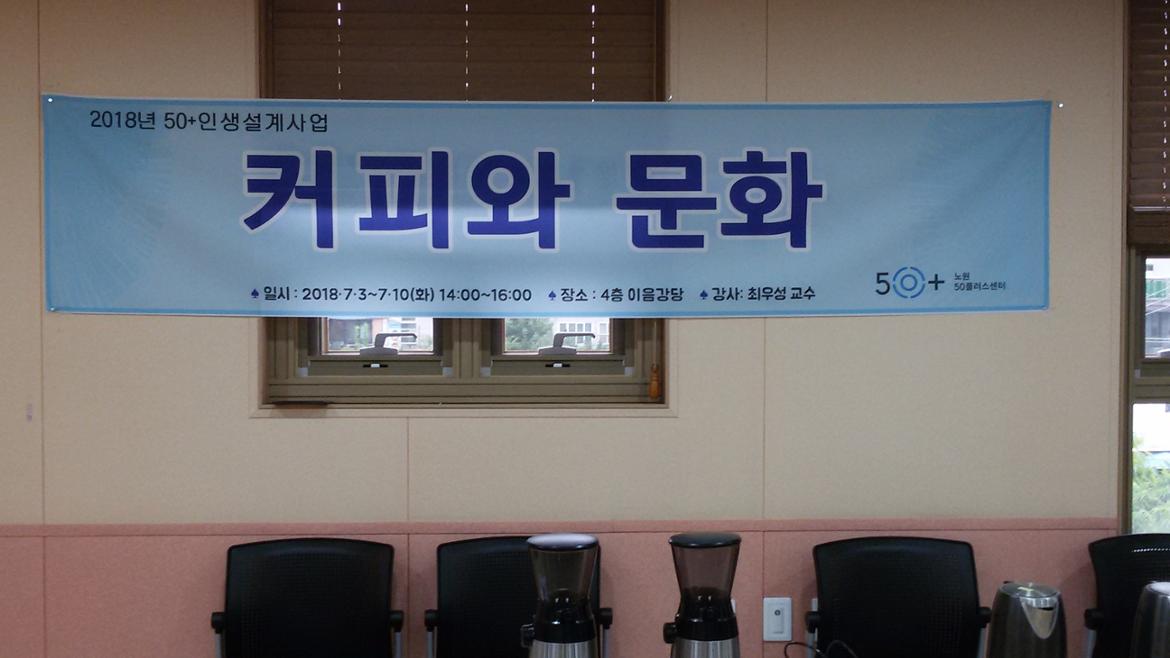 2018년 50+인생설계사업
커피와 문화
♠일시 : 2018·7·3~7·10(화) 14:00~16:00 ♠장소 : 4층 이음강당 ♠강사: 최우성 교수
50+ 노원
50플러스센터